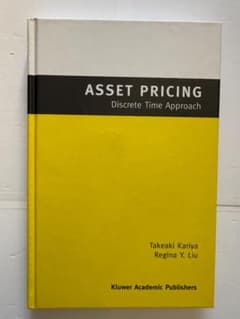 ASSET PRICING
Discrete Time Approach
Takeaki Kariya
Regina Y. Liu
Kluwer Academic Publishers